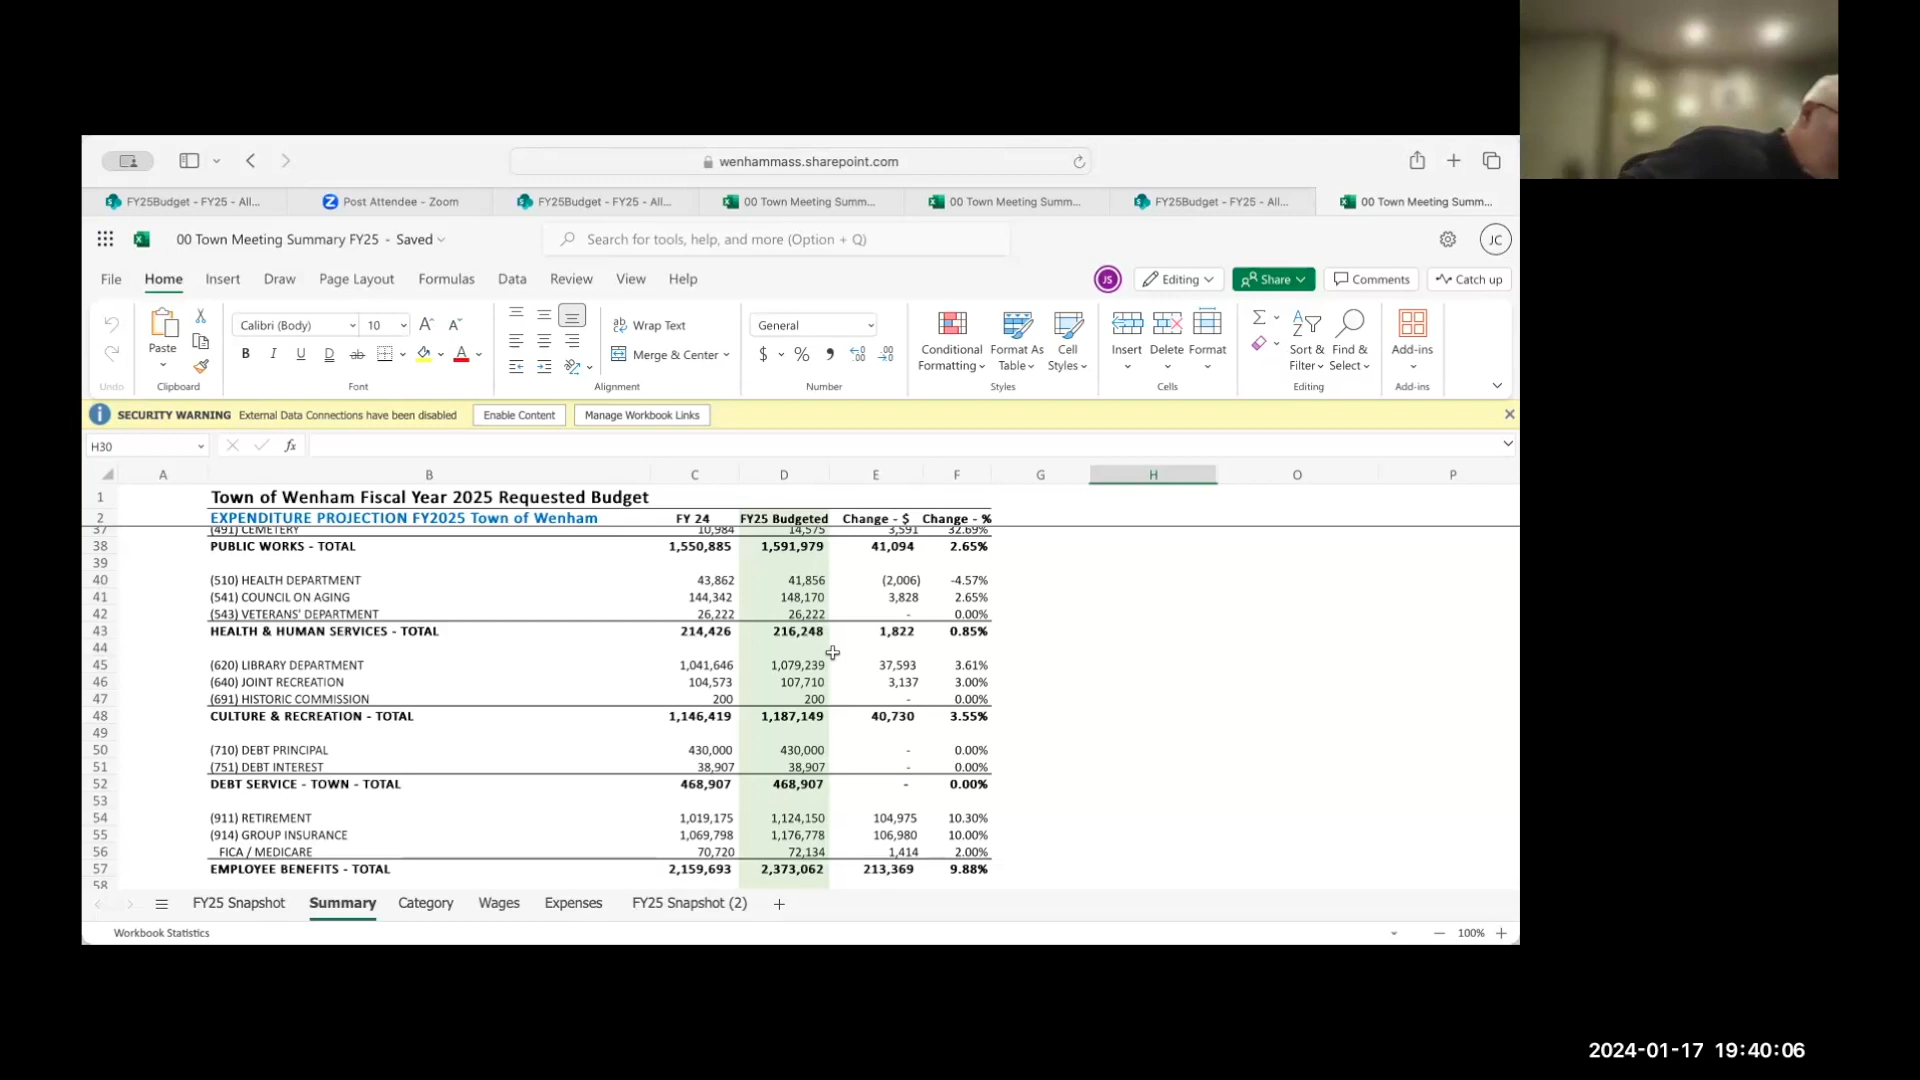 wenhammass.sharepoint.com
FY25Budget - FY25 - All... Post Attendee - Zoom FY25Budget - FY25 - All... 00 Town Meeting Summ... 00 Town Meeting Summ... FY25Budget - FY25 - All... 00 Town Meeting Summ...
00 Town Meeting Summary FY25 - Saved Search for tools, help, and more (Option + Q) JC
File Home Insert Draw Page Layout Formulas Data Review View Help JS Editing Share Comments Catch up
Calibri (Body) 10 Wrap Text General
Paste B I U D ab A Merge & Center $ % Conditional Formatting Format As Table Cell Styles Insert Delete Format Sort & Filter Find & Select Add-ins
Undo Clipboard Font Alignment Number Styles Cells Editing Add-ins
SECURITY WARNING External Data Connections have been disabled Enable Content Manage Workbook Links
H30 fx
A B C D E F G H O P
1 Town of Wenham Fiscal Year 2025 Requested Budget
2 EXPENDITURE PROJECTION FY2025 Town of Wenham FY 24 FY25 Budgeted Change - $ Change - %
37 (491) CEMETERY 10,984 14,575 3,591 32.69%
38 PUBLIC WORKS - TOTAL 1,550,885 1,591,979 41,094 2.65%
39
40 (510) HEALTH DEPARTMENT 43,862 41,856 (2,006) -4.57%
41 (541) COUNCIL ON AGING 144,342 148,170 3,828 2.65%
42 (543) VETERANS' DEPARTMENT 26,222 26,222 - 0.00%
43 HEALTH & HUMAN SERVICES - TOTAL 214,426 216,248 1,822 0.85%
44
45 (620) LIBRARY DEPARTMENT 1,041,646 1,079,239 37,593 3.61%
46 (640) JOINT RECREATION 104,573 107,710 3,137 3.00%
47 (691) HISTORIC COMMISSION 200 200 - 0.00%
48 CULTURE & RECREATION - TOTAL 1,146,419 1,187,149 40,730 3.55%
49
50 (710) DEBT PRINCIPAL 430,000 430,000 - 0.00%
51 (751) DEBT INTEREST 38,907 38,907 - 0.00%
52 DEBT SERVICE - TOWN - TOTAL 468,907 468,907 - 0.00%
53
54 (911) RETIREMENT 1,019,175 1,124,150 104,975 10.30%
55 (914) GROUP INSURANCE 1,069,798 1,176,778 106,980 10.00%
56 FICA / MEDICARE 70,720 72,134 1,414 2.00%
57 EMPLOYEE BENEFITS - TOTAL 2,159,693 2,373,062 213,369 9.88%
58
FY25 Snapshot Summary Category Wages Expenses FY25 Snapshot (2)
Workbook Statistics 100%
2024-01-17 19:40:06